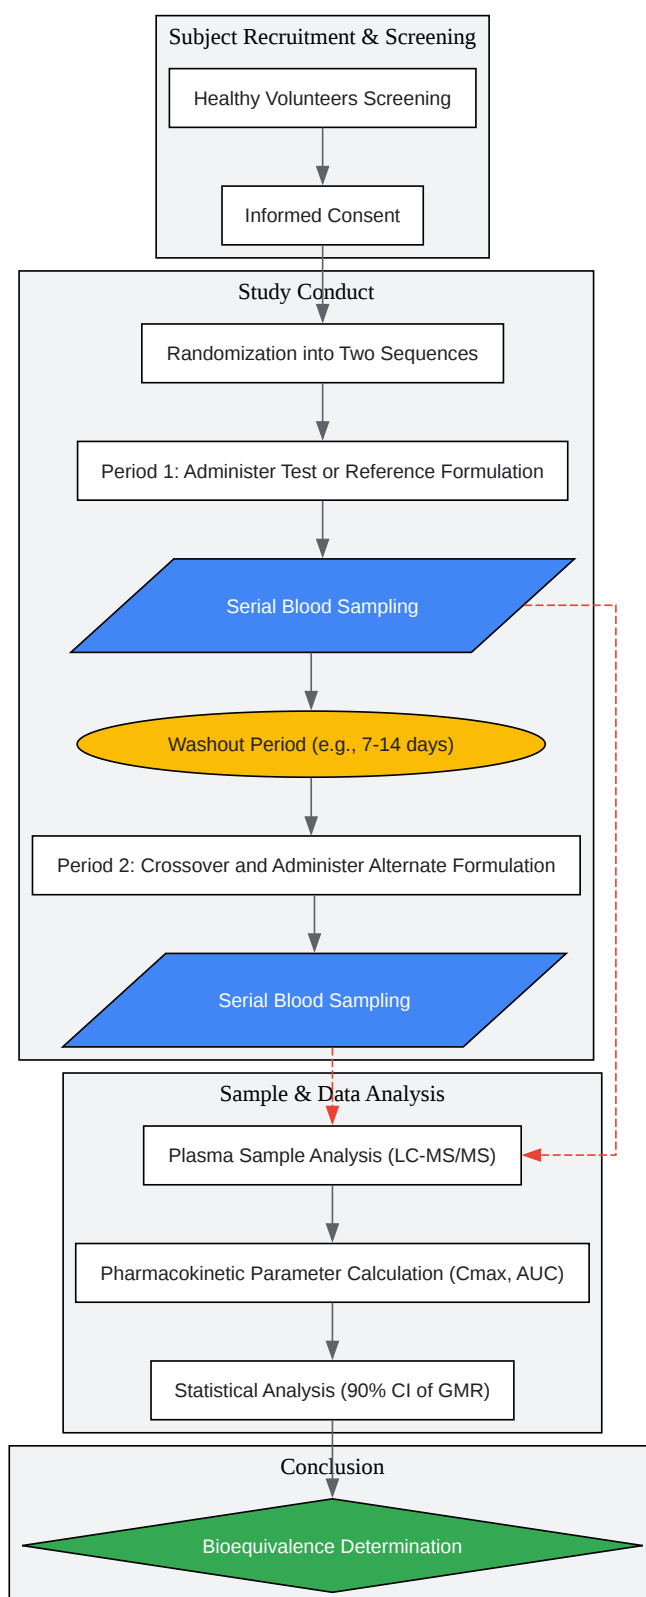 Subject Recruitment & Screening
Healthy Volunteers Screening
Informed Consent
Study Conduct
Randomization into Two Sequences
Period 1: Administer Test or Reference Formulation
Serial Blood Sampling
Washout Period (e.g., 7-14 days)
Period 2: Crossover and Administer Alternate Formulation
Serial Blood Sampling
Sample & Data Analysis
Plasma Sample Analysis (LC-MS/MS)
Pharmacokinetic Parameter Calculation (Cmax, AUC)
Statistical Analysis (90% CI of GMR)
Conclusion
Bioequivalence Determination